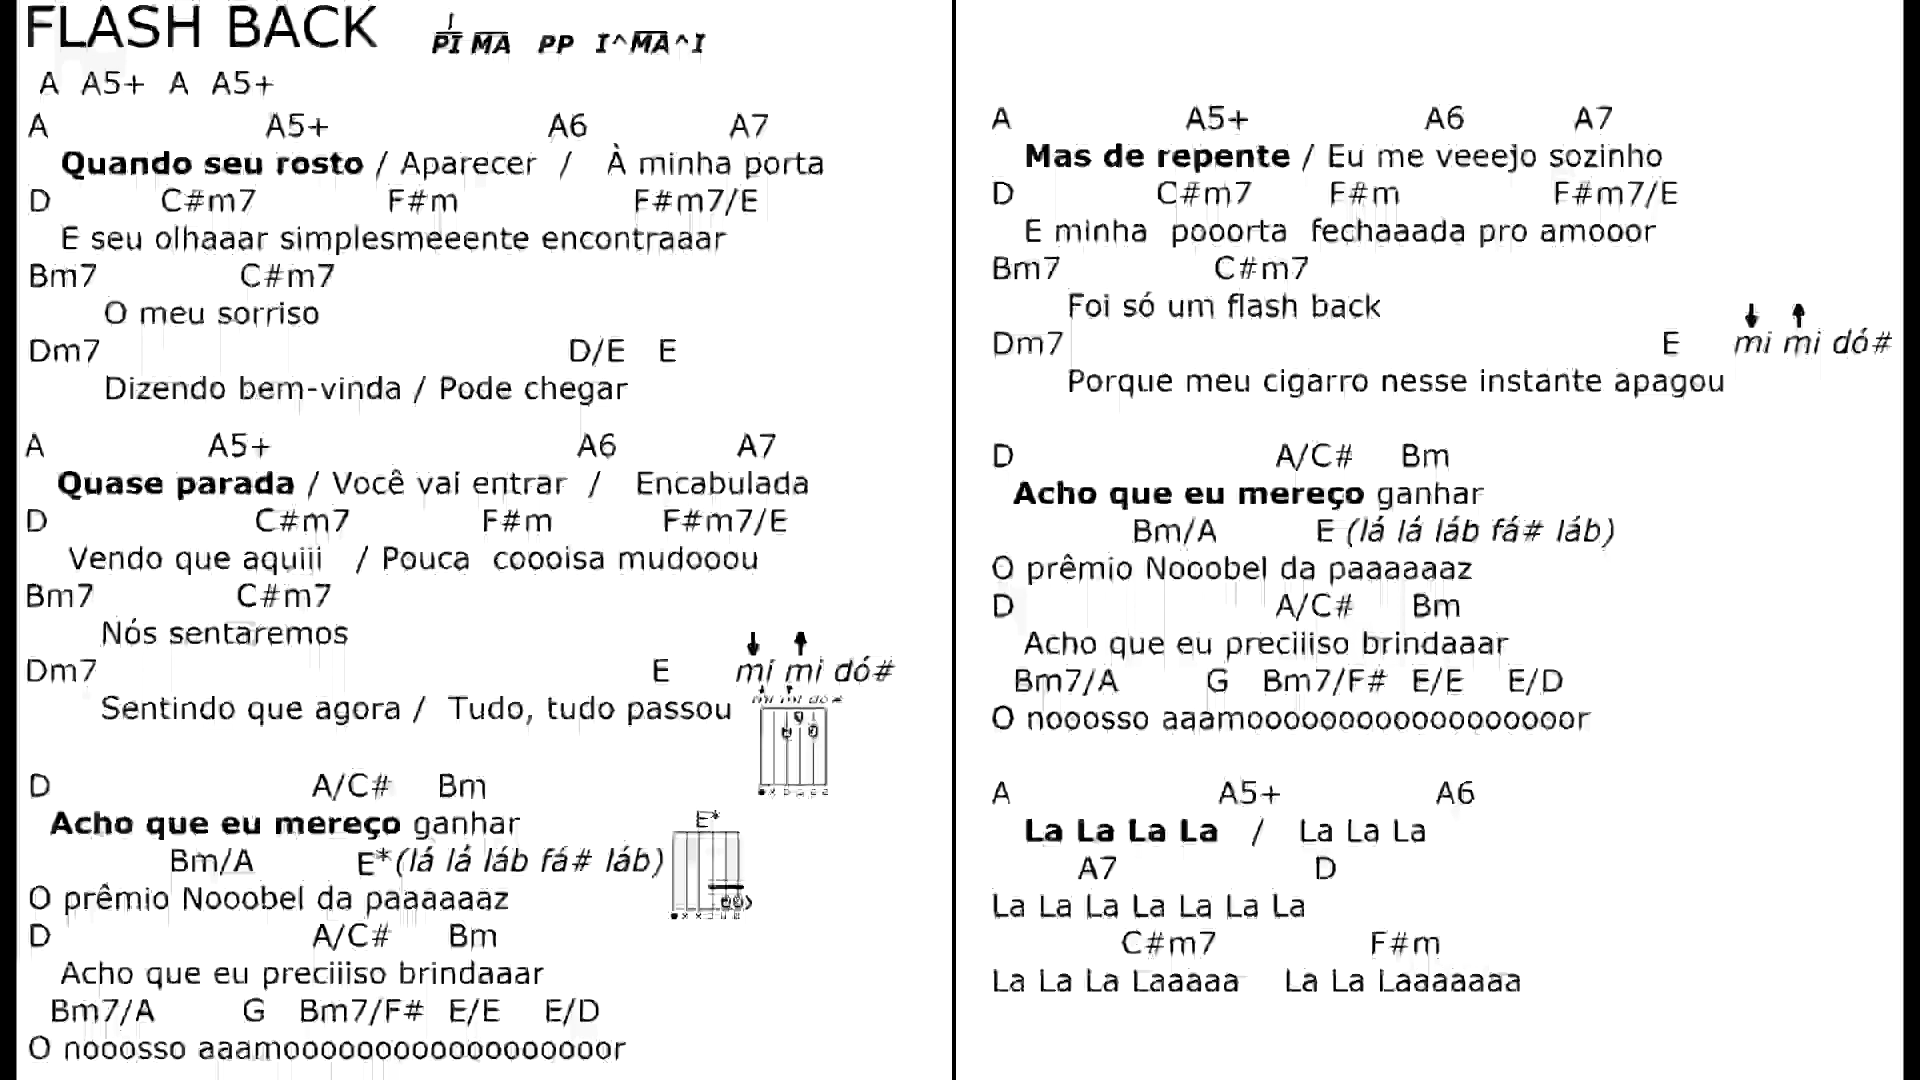 FLASH BACK PI MA PP I^MA^I
A A5+ A A5+
A A5+ A6 A7
Quando seu rosto / Aparecer / À minha porta
D C#m7 F#m F#m7/E
E seu olhaaar simplesmeeente encontraaar
Bm7 C#m7
O meu sorriso
Dm7 D/E E
Dizendo bem-vinda / Pode chegar
A A5+ A6 A7
Quase parada / Você vai entrar / Encabulada
D C#m7 F#m F#m7/E
Vendo que aquiii / Pouca coooisa mudooou
Bm7 C#m7
Nós sentaremos
Dm7 E mi mi dó#
mi mi dó#
Sentindo que agora / Tudo, tudo passou
D A/C# Bm
E*
Acho que eu mereço ganhar
Bm/A E*(lá lá láb fá# láb)
O prêmio Nooobel da paaaaaaz
D A/C# Bm
Acho que eu preciiiso brindaaar
Bm7/A G Bm7/F# E/E E/D
O nooosso aaamoooooooooooooooooor
A A5+ A6 A7
Mas de repente / Eu me veeejo sozinho
D C#m7 F#m F#m7/E
E minha pooorta fechaaada pro amooor
Bm7 C#m7
Foi só um flash back
Dm7 E mi mi dó#
Porque meu cigarro nesse instante apagou
D A/C# Bm
Acho que eu mereço ganhar
Bm/A E (lá lá láb fá# láb)
O prêmio Nooobel da paaaaaaz
D A/C# Bm
Acho que eu preciiiso brindaaar
Bm7/A G Bm7/F# E/E E/D
O nooosso aaamoooooooooooooooooor
A A5+ A6
La La La La / La La La
A7 D
La La La La La La La
C#m7 F#m
La La La Laaaaa La La Laaaaaaa